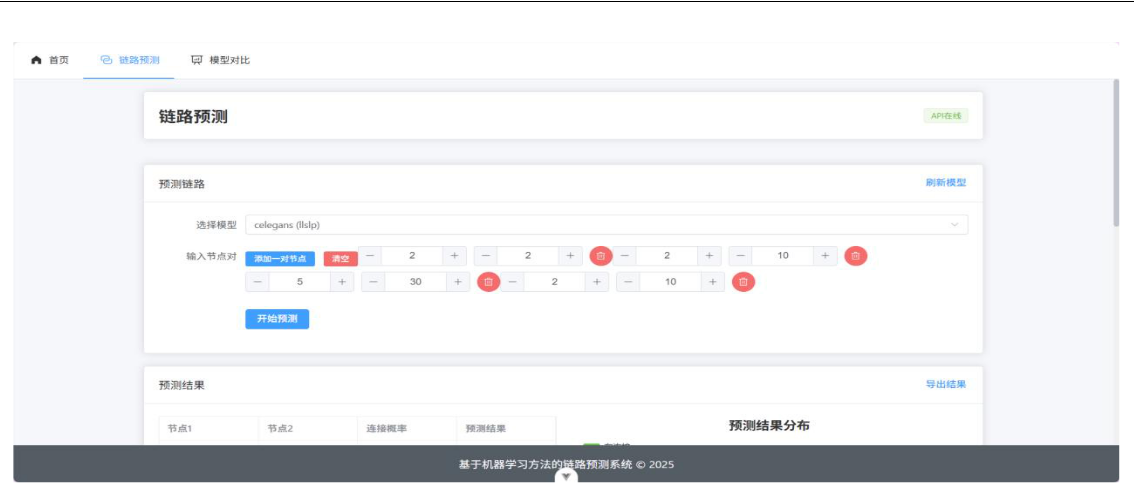 首页 链路预测 模型对比
链路预测 API在线
预测链路 刷新模型
选择模型 celegans (llslp)
输入节点对 添加一对节点 清空 − 2 + − 2 + − 2 + − 10 +
− 5 + − 30 + − 2 + − 10 +
开始预测
预测结果 导出结果
预测结果分布
节点1 节点2 连接概率 预测结果
基于机器学习方法的链路预测系统 © 2025